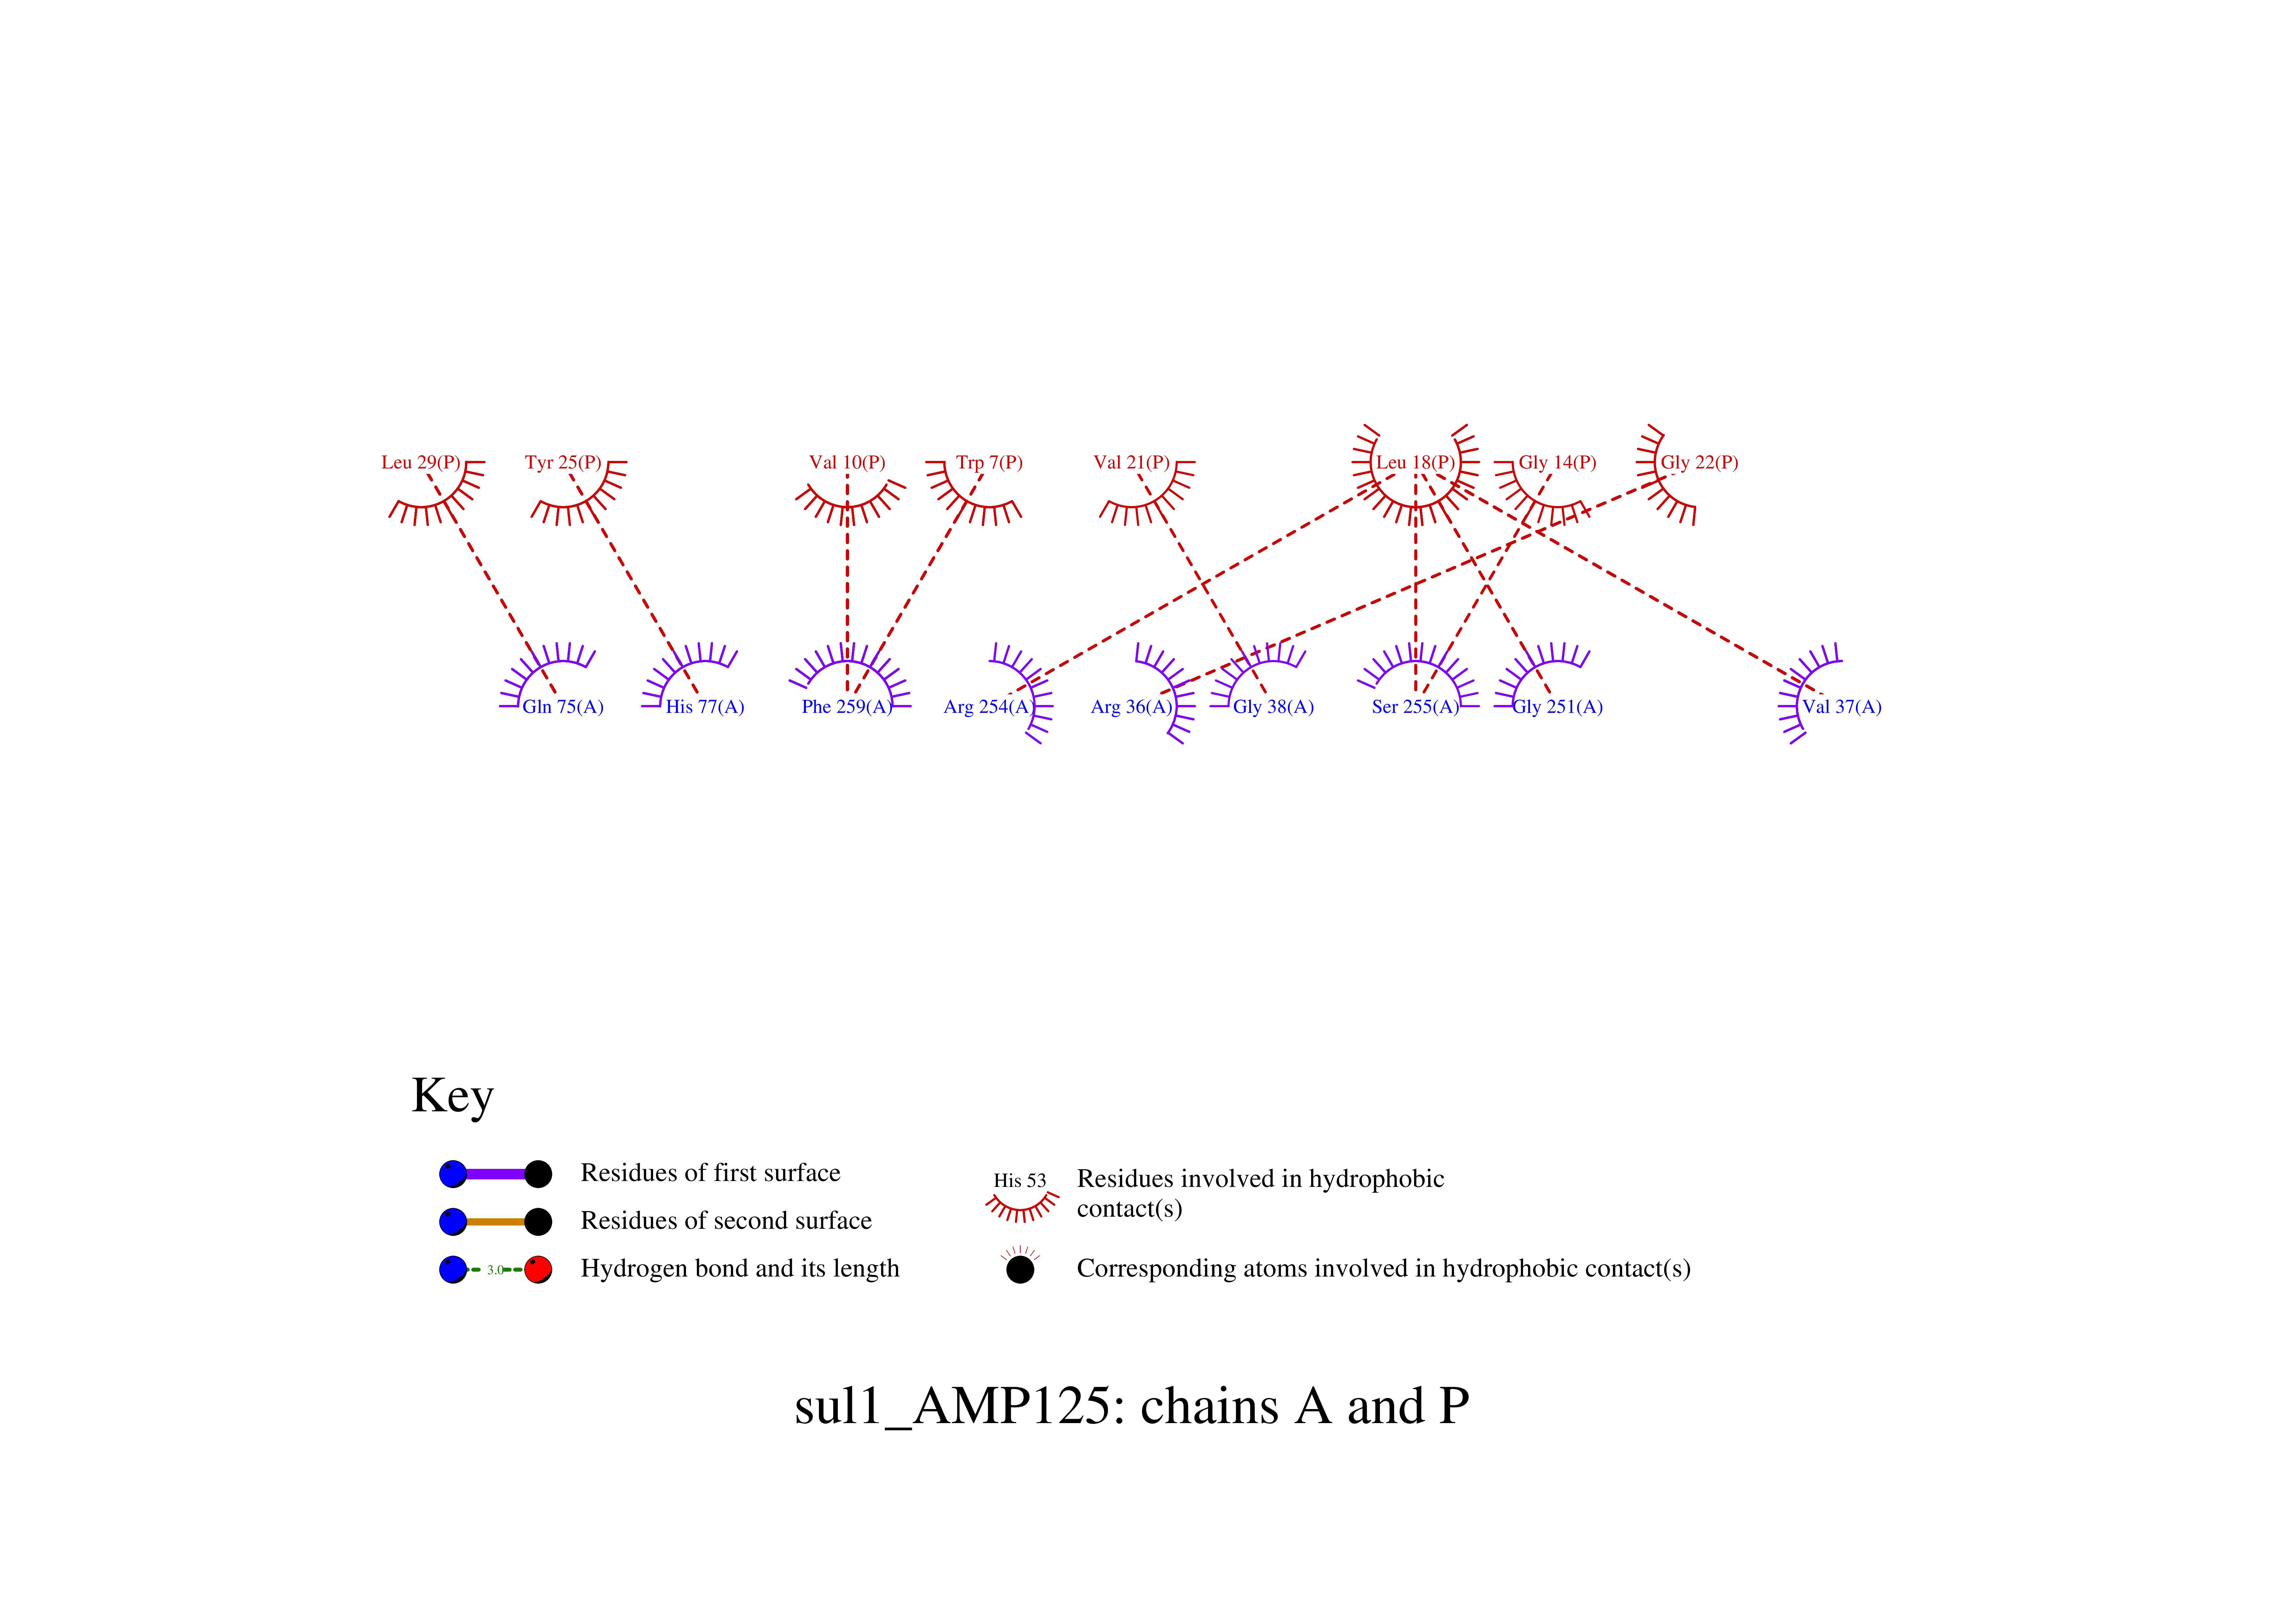 Leu 29(P) Tyr 25(P) Val 10(P) Trp 7(P) Val 21(P) Leu 18(P) Gly 14(P) Gly 22(P)
Gln 75(A) His 77(A) Phe 259(A) Arg 254(A) Arg 36(A) Gly 38(A) Ser 255(A) Gly 251(A) Val 37(A)
Key
Residues of first surface
Residues of second surface
3.0 Hydrogen bond and its length
His 53
Residues involved in hydrophobic
contact(s)
Corresponding atoms involved in hydrophobic contact(s)
sul1_AMP125: chains A and P